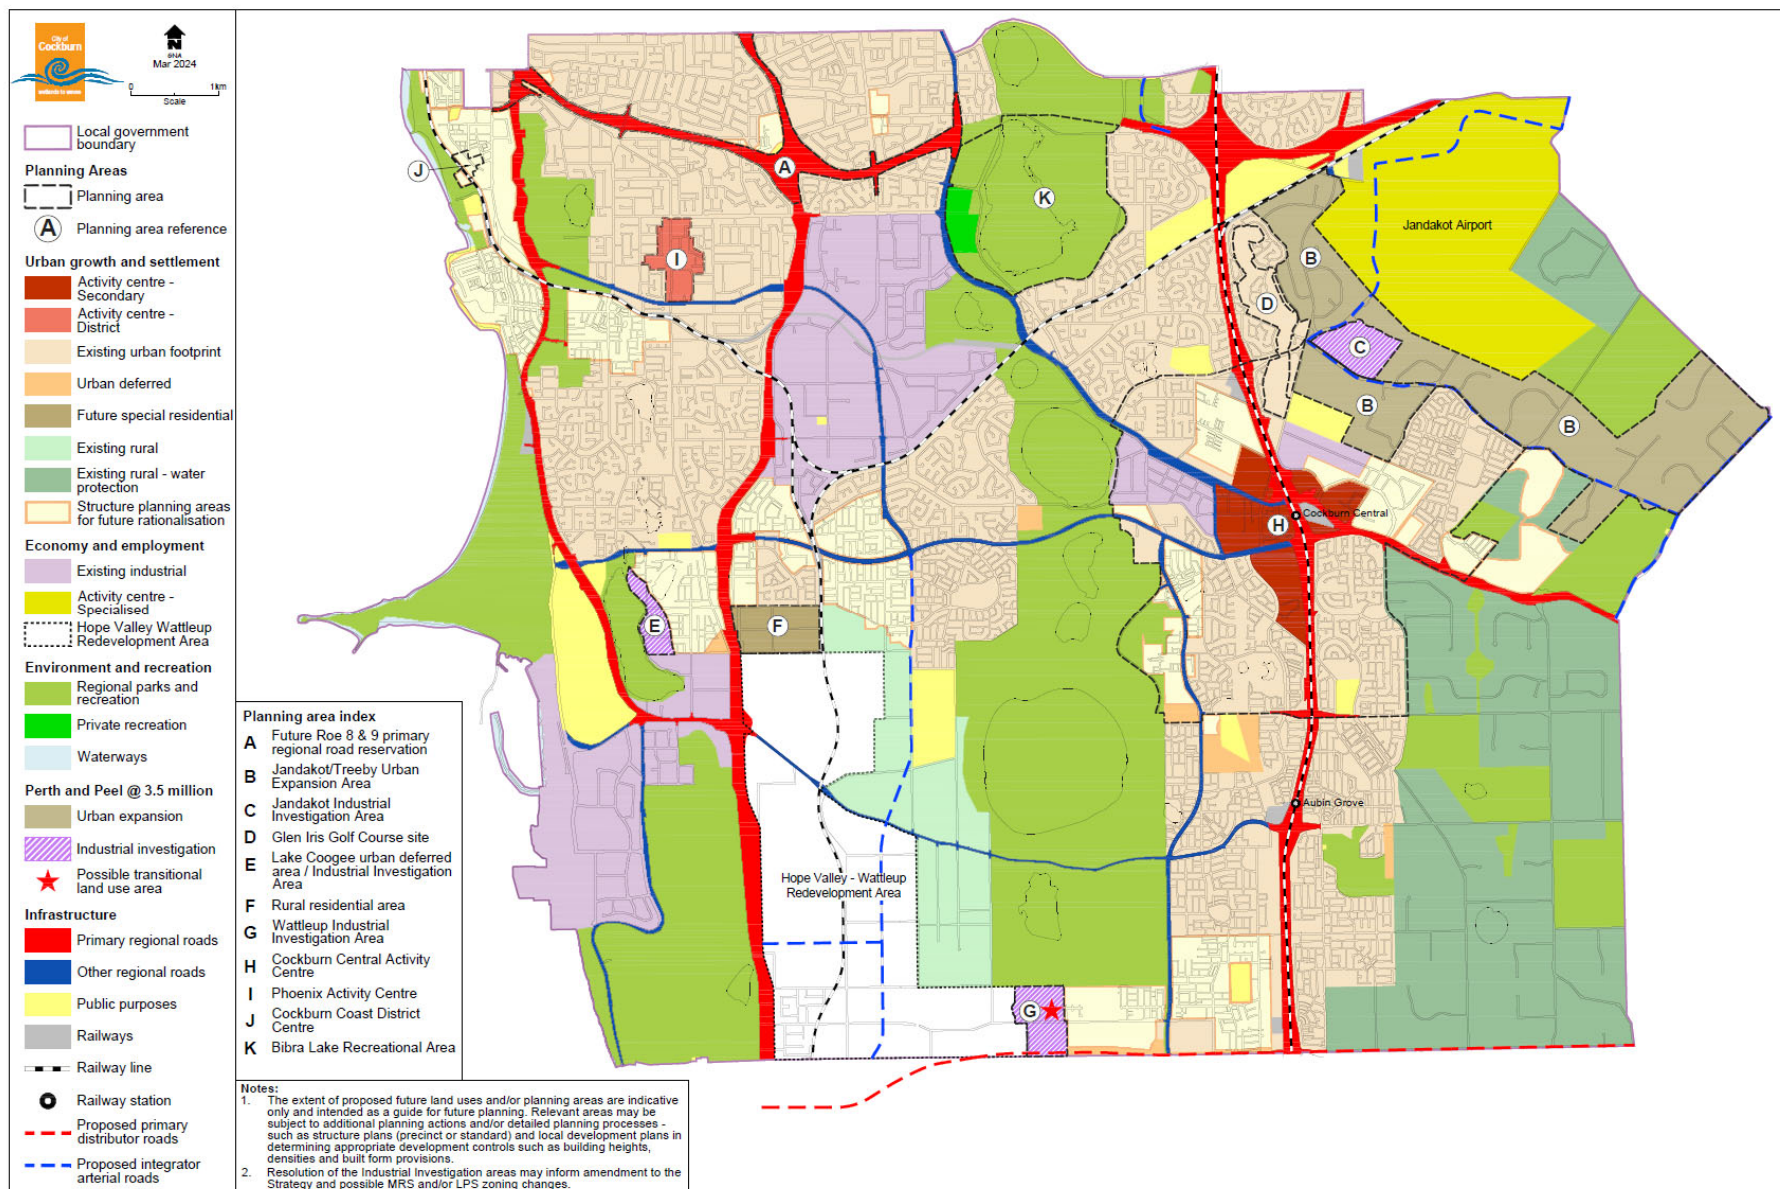 City of
Cockburn
wetlands to waves
GNA
Mar 2024
0 1km
Scale
Local government
boundary
Planning Areas
Planning area
A Planning area reference
Urban growth and settlement
Activity centre -
Secondary
Activity centre -
District
Existing urban footprint
Urban deferred
Future special residential
Existing rural
Existing rural - water
protection
Structure planning areas
for future rationalisation
Economy and employment
Existing industrial
Activity centre -
Specialised
Hope Valley Wattleup
Redevelopment Area
Environment and recreation
Regional parks and
recreation
Private recreation
Waterways
Perth and Peel @ 3.5 million
Urban expansion
Industrial investigation
Possible transitional
land use area
Infrastructure
Primary regional roads
Other regional roads
Public purposes
Railways
Railway line
Railway station
Proposed primary
distributor roads
Proposed integrator
arterial roads
J
A
K
I
B
Jandakot Airport
D
C
B
B
H
Cockburn Central
E
F
Aubin Grove
Hope Valley - Wattleup
Redevelopment Area
G
Planning area index
A Future Roe 8 & 9 primary
regional road reservation
B Jandakot/Treeby Urban
Expansion Area
C Jandakot Industrial
Investigation Area
D Glen Iris Golf Course site
E Lake Coogee urban deferred
area / Industrial Investigation
Area
F Rural residential area
G Wattleup Industrial
Investigation Area
H Cockburn Central Activity
Centre
I Phoenix Activity Centre
J Cockburn Coast District
Centre
K Bibra Lake Recreational Area
Notes:
1. The extent of proposed future land uses and/or planning areas are indicative
only and intended as a guide for future planning. Relevant areas may be
subject to additional planning actions and/or detailed planning processes -
such as structure plans (precinct or standard) and local development plans in
determining appropriate development controls such as building heights,
densities and built form provisions.
2. Resolution of the Industrial Investigation areas may inform amendment to the
Strategy and possible MRS and/or LPS zoning changes.